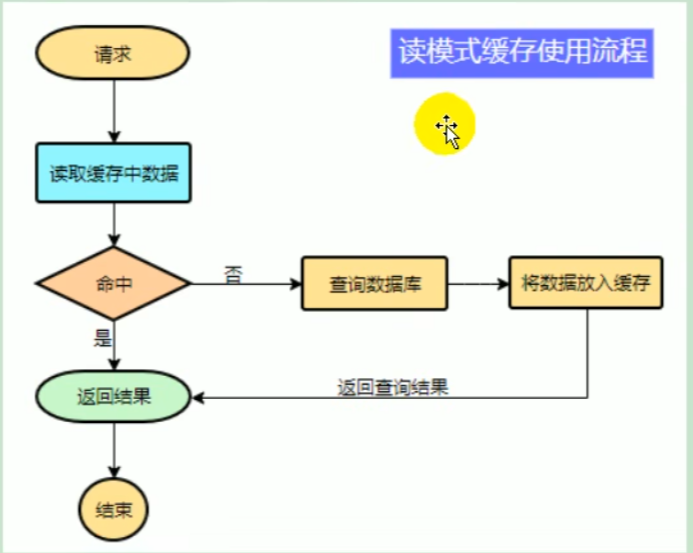 读模式缓存使用流程
请求
读取缓存中数据
命中
否
查询数据库
将数据放入缓存
是
返回查询结果
返回结果
结束